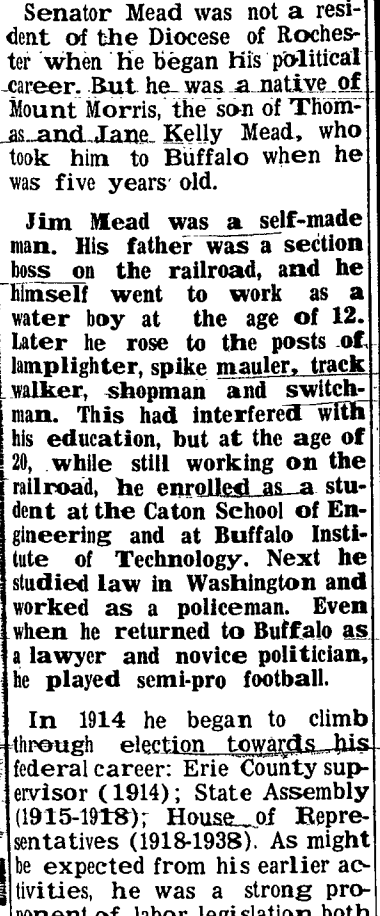 Senator Mead was not a resi-
dent of the Diocese of Roches-
ter when he began his political
career. But he was a native of
Mount Morris, the son of Thom-
as and Jane Kelly Mead, who
took him to Buffalo when he
was five years old.
Jim Mead was a self-made
man. His father was a section
boss on the railroad, and he
himself went to work as a
water boy at the age of 12.
Later he rose to the posts of
lamplighter, spike mauler, track
walker, shopman and switch-
man. This had interfered with
his education, but at the age of
20, while still working on the
railroad, he enrolled as a stu-
dent at the Caton School of En-
gineering and at Buffalo Insti-
tute of Technology. Next he
studied law in Washington and
worked as a policeman. Even
when he returned to Buffalo as
a lawyer and novice politician,
he played semi-pro football.
In 1914 he began to climb
through election towards his
federal career: Erie County sup-
ervisor (1914); State Assembly
(1915-1918); House of Repre-
sentatives (1918-1938). As might
be expected from his earlier ac-
tivities, he was a strong pro-
ponent of labor legislation both